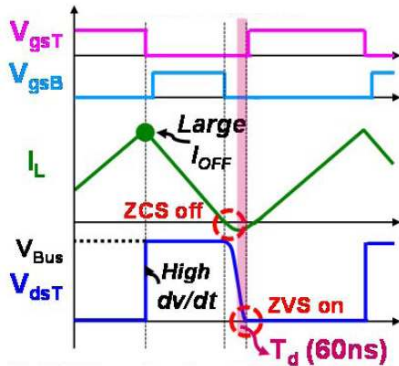 VgsT
VgsB
Large
IOFF
IL
ZCS off
VBus
VdsT
High
dv/dt
ZVS on
Td (60ns)